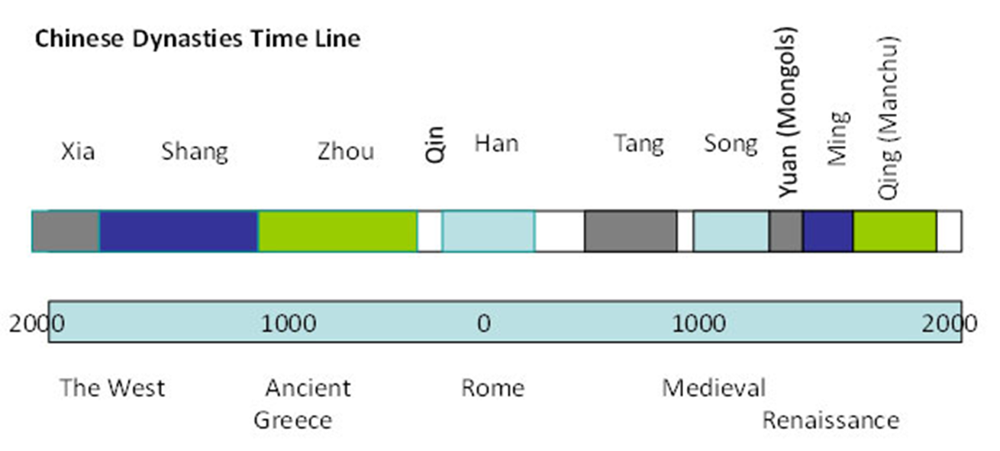 Chinese Dynasties Time Line
Xia
Shang
Zhou
Qin
Han
Tang
Song
Yuan (Mongols)
Ming
Qing (Manchu)
2000
1000
0
1000
2000
The West
Ancient
Greece
Rome
Medieval
Renaissance